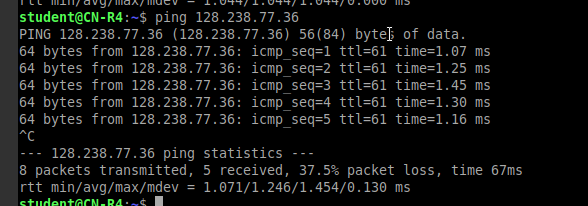 rtt min/avg/max/mdev = 1.044/1.044/1.044/0.000 ms
student@CN-R4:~$ ping 128.238.77.36
PING 128.238.77.36 (128.238.77.36) 56(84) bytes of data.
64 bytes from 128.238.77.36: icmp_seq=1 ttl=61 time=1.07 ms
64 bytes from 128.238.77.36: icmp_seq=2 ttl=61 time=1.25 ms
64 bytes from 128.238.77.36: icmp_seq=3 ttl=61 time=1.45 ms
64 bytes from 128.238.77.36: icmp_seq=4 ttl=61 time=1.30 ms
64 bytes from 128.238.77.36: icmp_seq=5 ttl=61 time=1.16 ms
^C
--- 128.238.77.36 ping statistics ---
8 packets transmitted, 5 received, 37.5% packet loss, time 67ms
rtt min/avg/max/mdev = 1.071/1.246/1.454/0.130 ms
student@CN-R4:~$